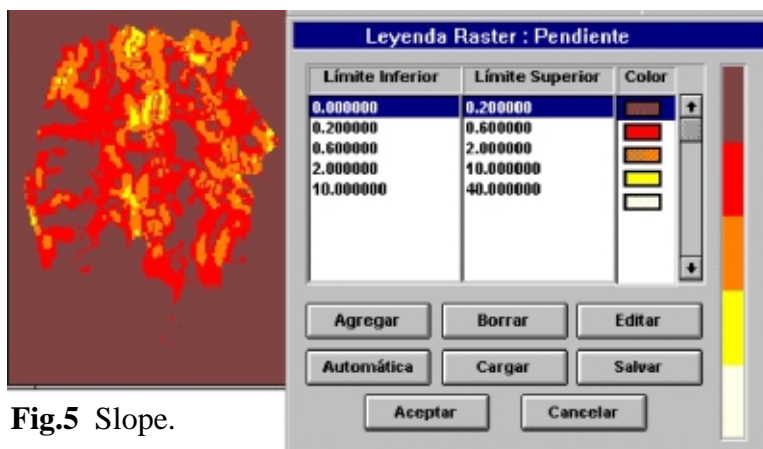 Leyenda Raster : Pendiente
Límite Inferior Límite Superior Color
0.000000 0.200000
0.200000 0.600000
0.600000 2.000000
2.000000 10.000000
10.000000 40.000000
Agregar Borrar Editar
Automática Cargar Salvar
Aceptar Cancelar
Fig.5 Slope.